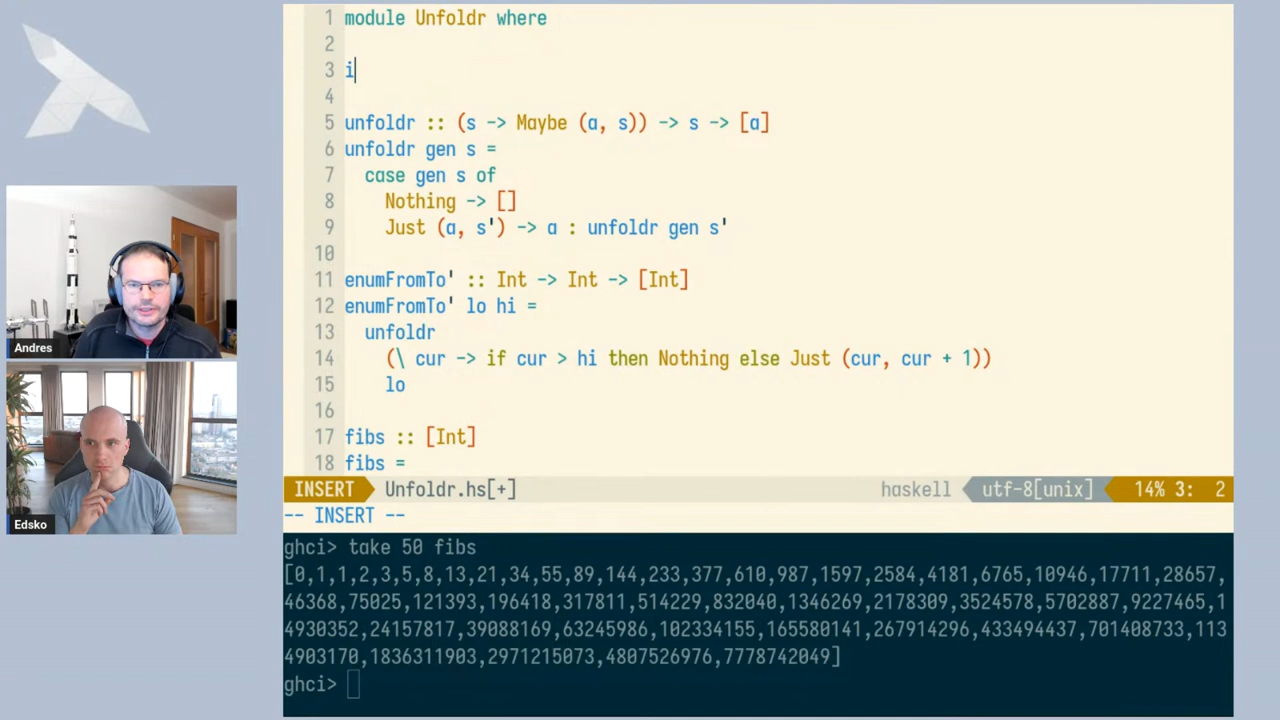 1 module Unfoldr where
2
3 i
4
5 unfoldr :: (s -> Maybe (a, s)) -> s -> [a]
6 unfoldr gen s =
7 case gen s of
8 Nothing -> []
9 Just (a, s') -> a : unfoldr gen s'
10
11 enumFromTo' :: Int -> Int -> [Int]
12 enumFromTo' lo hi =
13 unfoldr
14 (\ cur -> if cur > hi then Nothing else Just (cur, cur + 1))
15 lo
16
17 fibs :: [Int]
18 fibs =
INSERT Unfoldr.hs[+] haskell utf-8[unix] 14% 3: 2
-- INSERT --
ghci> take 50 fibs
[0,1,1,2,3,5,8,13,21,34,55,89,144,233,377,610,987,1597,2584,4181,6765,10946,17711,28657,
46368,75025,121393,196418,317811,514229,832040,1346269,2178309,3524578,5702887,9227465,1
4930352,24157817,39088169,63245986,102334155,165580141,267914296,433494437,701408733,113
4903170,1836311903,2971215073,4807526976,7778742049]
ghci>
Andres
Edsko